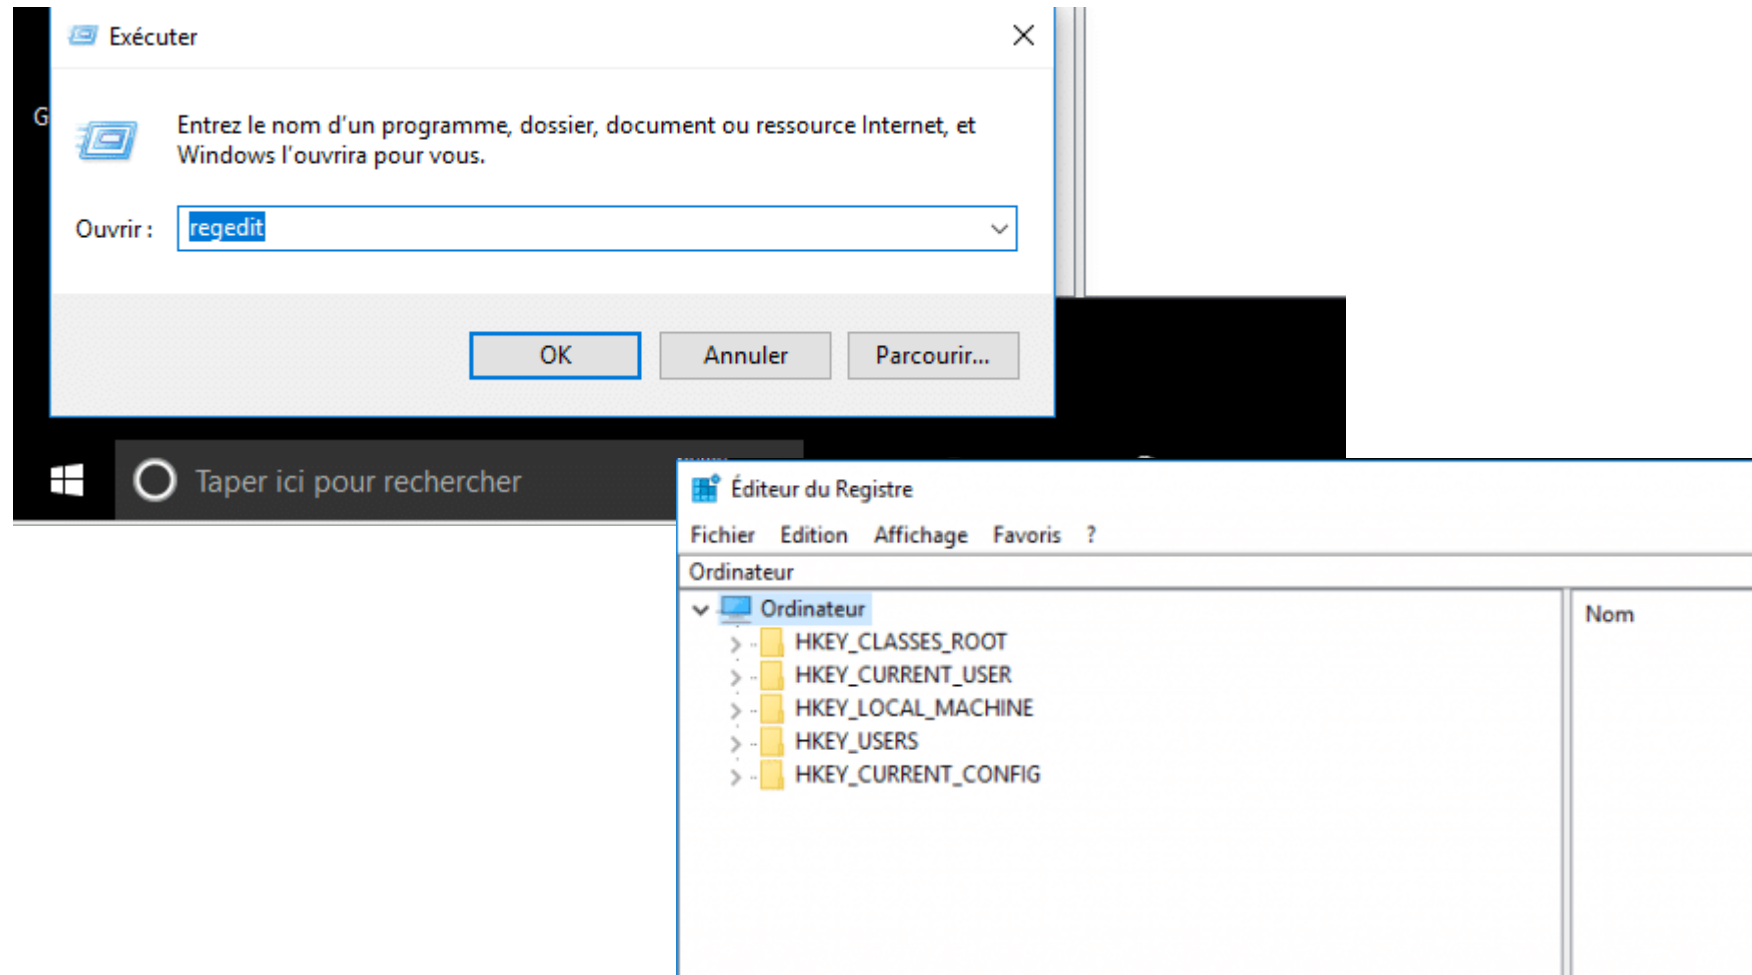 Exécuter
G
Entrez le nom d'un programme, dossier, document ou ressource Internet, et
Windows l'ouvrira pour vous.
Ouvrir : regedit
OK Annuler Parcourir...
Taper ici pour rechercher
Éditeur du Registre
Fichier Edition Affichage Favoris ?
Ordinateur
Ordinateur
Nom
HKEY_CLASSES_ROOT
HKEY_CURRENT_USER
HKEY_LOCAL_MACHINE
HKEY_USERS
HKEY_CURRENT_CONFIG